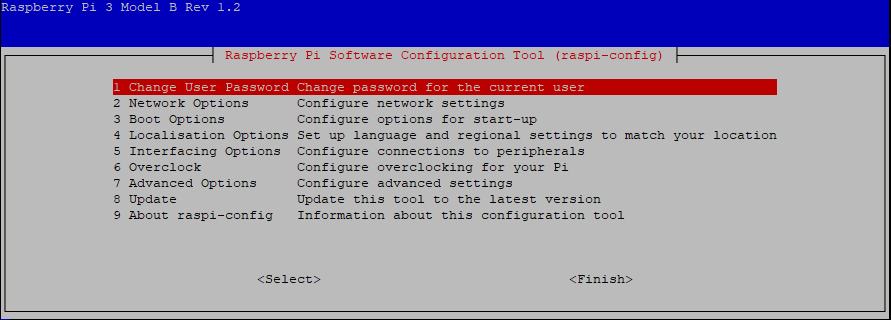 Raspberry Pi 3 Model B Rev 1.2
Raspberry Pi Software Configuration Tool (raspi-config)
1 Change User Password Change password for the current user
2 Network Options Configure network settings
3 Boot Options Configure options for start-up
4 Localisation Options Set up language and regional settings to match your location
5 Interfacing Options Configure connections to peripherals
6 Overclock Configure overclocking for your Pi
7 Advanced Options Configure advanced settings
8 Update Update this tool to the latest version
9 About raspi-config Information about this configuration tool
<Select> <Finish>